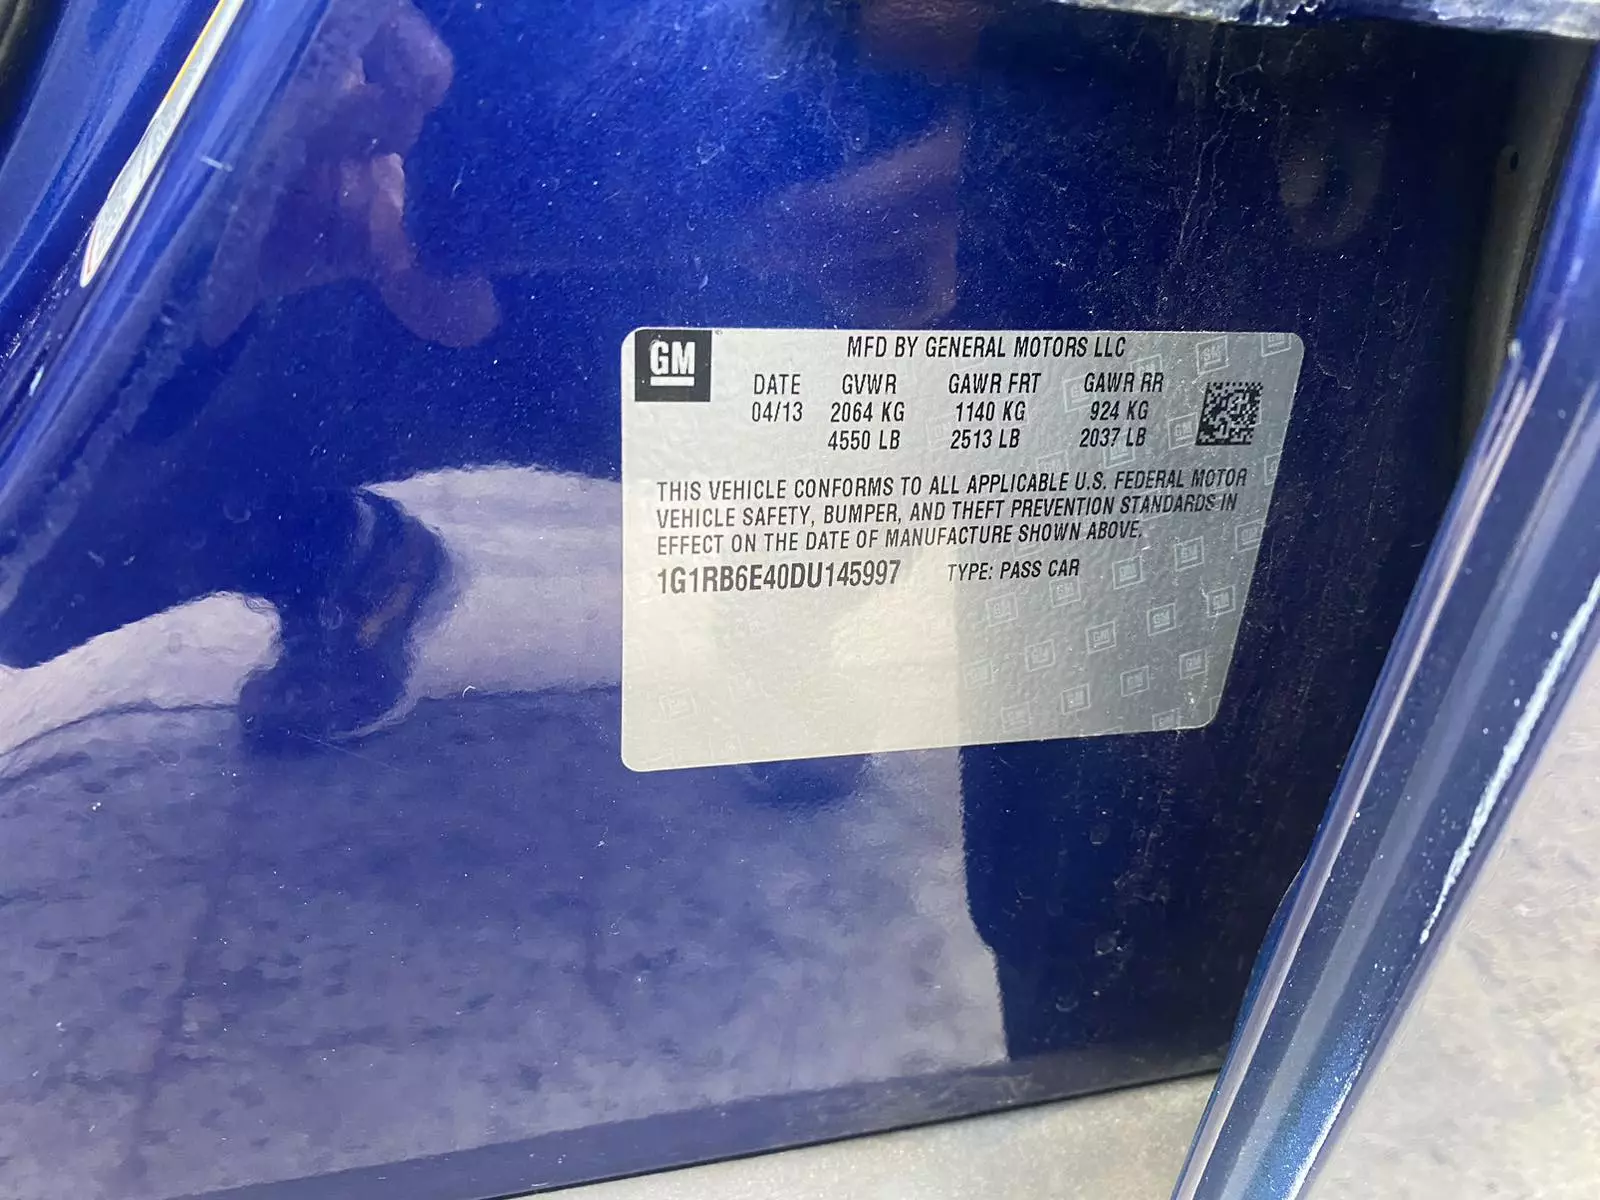 GM
MFD BY GENERAL MOTORS LLC
DATE GVWR GAWR FRT GAWR RR
04/13 2064 KG 1140 KG 924 KG
4550 LB 2513 LB 2037 LB
THIS VEHICLE CONFORMS TO ALL APPLICABLE U.S. FEDERAL MOTOR
VEHICLE SAFETY, BUMPER, AND THEFT PREVENTION STANDARDS IN
EFFECT ON THE DATE OF MANUFACTURE SHOWN ABOVE.
1G1RB6E40DU145997 TYPE: PASS CAR